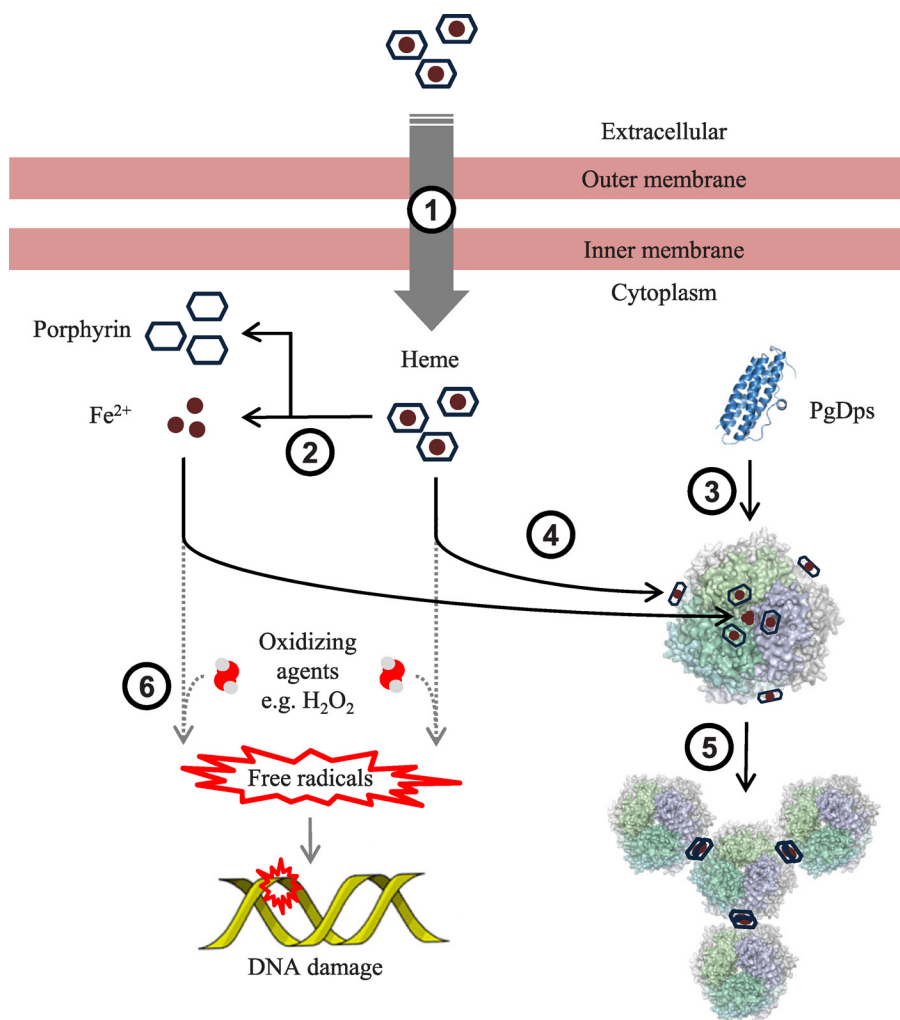 Extracellular
Outer membrane
1
Inner membrane
Cytoplasm
Porphyrin
Heme
Fe²⁺
PgDps
2
3
4
Oxidizing
agents
e.g. H₂O₂
6
5
Free radicals
DNA damage